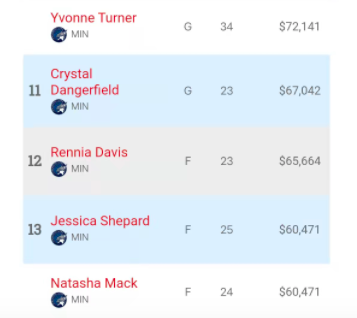 Yvonne Turner
MIN
G 34 $72,141
11 Crystal
Dangerfield
MIN
G 23 $67,042
12 Rennia Davis
MIN
F 23 $65,664
13 Jessica Shepard
MIN
F 25 $60,471
Natasha Mack
MIN
F 24 $60,471